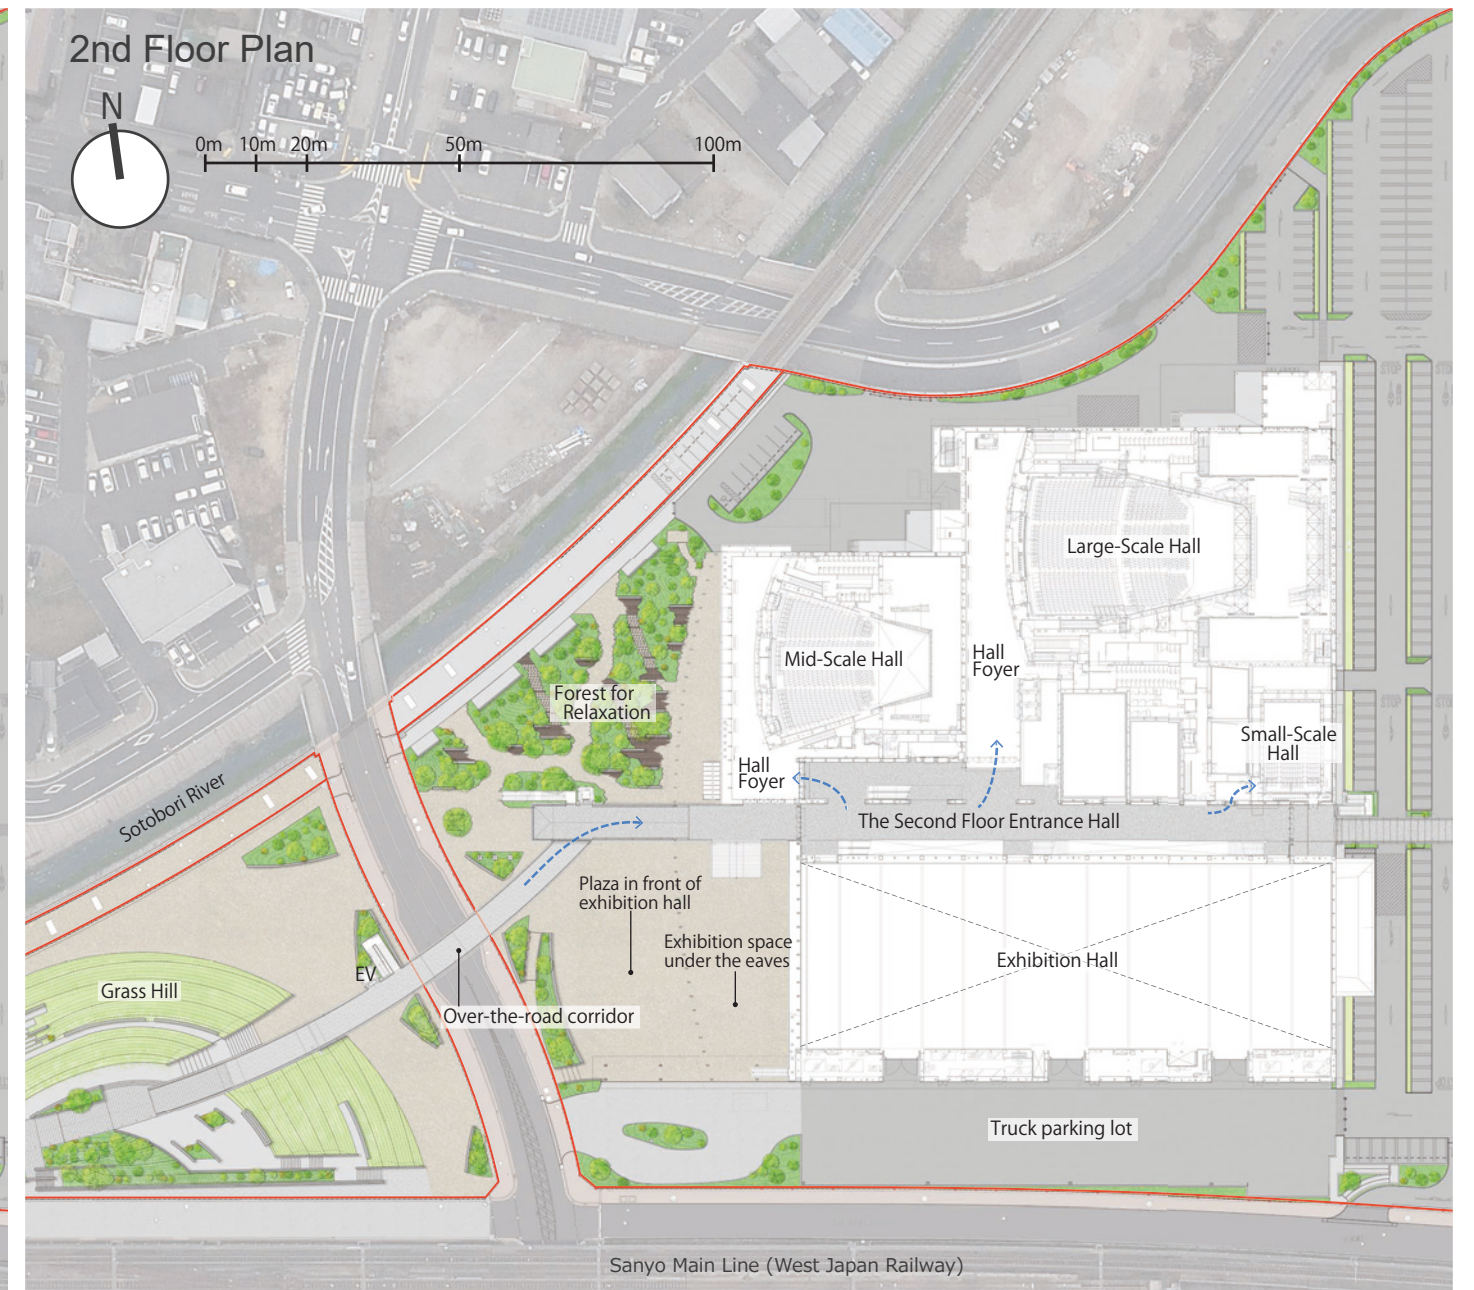 2nd Floor Plan
N
0m 10m 20m 50m 100m
Large-Scale Hall
Mid-Scale Hall
Hall
Foyer
Forest for
Relaxation
Small-Scale
Hall
Hall
Foyer
Sotobori River
The Second Floor Entrance Hall
Plaza in front of
exhibition hall
Exhibition space
under the eaves
Exhibition Hall
EV
Grass Hill
Over-the-road corridor
Truck parking lot
Sanyo Main Line (West Japan Railway)